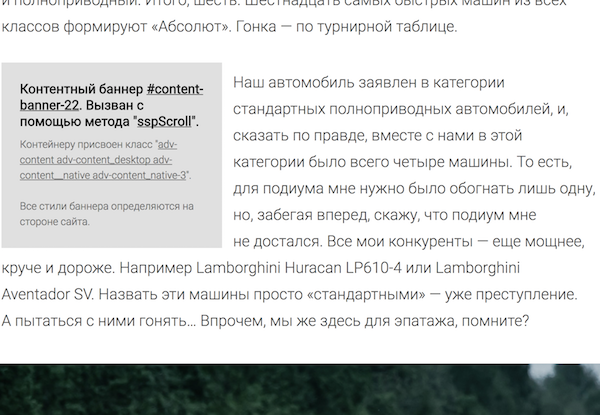 и полноприводный. Итого, шесть. Шестнадцать самых быстрых машин из всех
классов формируют «Абсолют». Гонка — по турнирной таблице.
Контентный баннер #content-
banner-22. Вызван с
помощью метода "sspScroll".
Контейнеру присвоен класс "adv-
content adv-content_desktop adv-
content__native adv-content_native-3".
Все стили баннера определяются на
стороне сайта.
Наш автомобиль заявлен в категории
стандартных полноприводных автомобилей, и,
сказать по правде, вместе с нами в этой
категории было всего четыре машины. То есть,
для подиума мне нужно было обогнать лишь одну,
но, забегая вперед, скажу, что подиум мне
не достался. Все мои конкуренты — еще мощнее,
круче и дороже. Например Lamborghini Huracan LP610-4 или Lamborghini
Aventador SV. Назвать эти машины просто «стандартными» — уже преступление.
А пытаться с ними гонять… Впрочем, мы же здесь для эпатажа, помните?